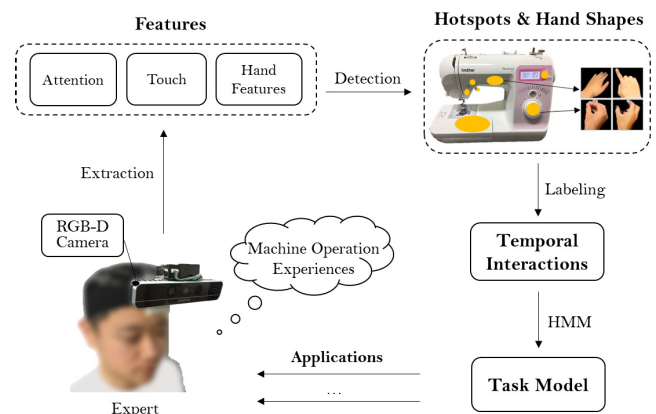 Features
Hotspots & Hand Shapes
Attention
Touch
Hand
Features
Detection
brother
Extraction
Labeling
RGB-D
Camera
Machine Operation
Experiences
Temporal
Interactions
HMM
Applications
...
Task Model
Expert